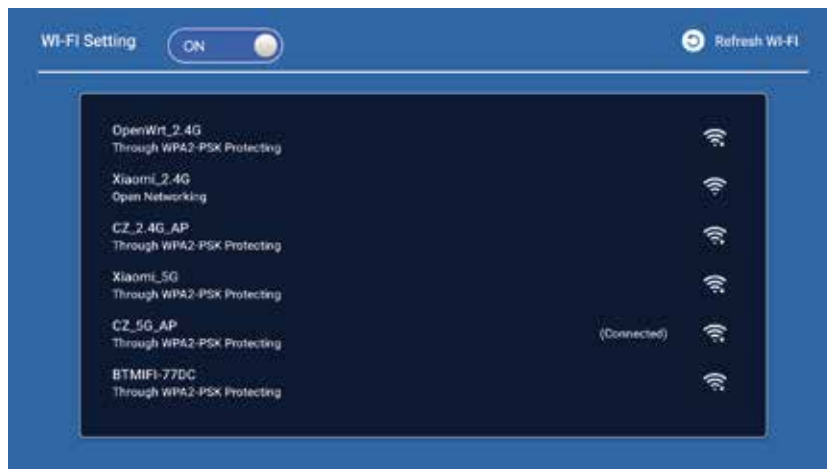 WI-FI Setting
ON
Refresh WI-FI
OpenWrt_2.4G
Through WPA2-PSK Protecting
Xiaomi_2.4G
Open Networking
CZ_2.4G_AP
Through WPA2-PSK Protecting
Xiaomi_5G
Through WPA2-PSK Protecting
CZ_5G_AP
(Connected)
Through WPA2-PSK Protecting
BTMIFI-77DC
Through WPA2-PSK Protecting